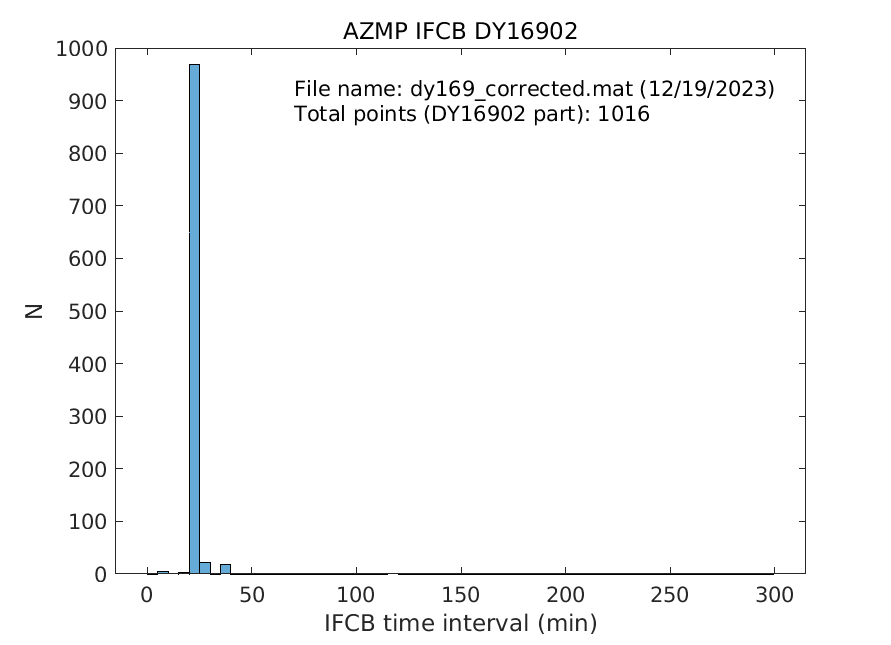 AZMP IFCB DY16902
File name: dy169_corrected.mat (12/19/2023)
Total points (DY16902 part): 1016
1000
900
800
700
600
500
400
300
200
100
0
N
0 50 100 150 200 250 300
IFCB time interval (min)